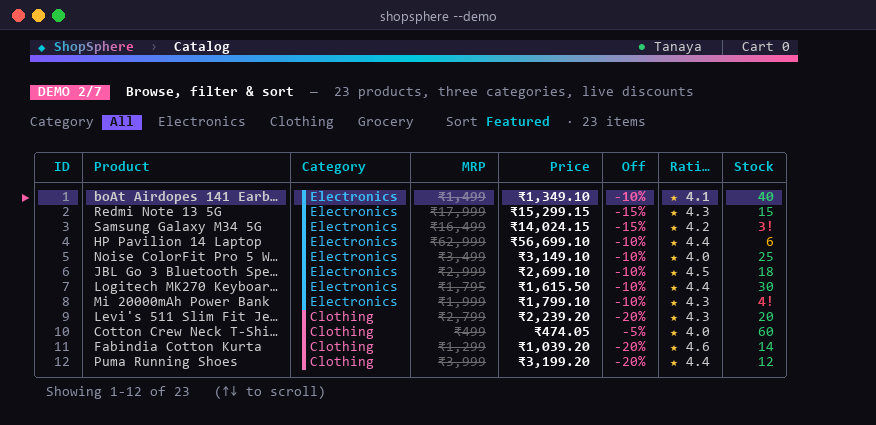 shopsphere --demo
◆ ShopSphere › Catalog ● Tanaya │ Cart 0
DEMO 2/7 Browse, filter & sort — 23 products, three categories, live discounts
Category All Electronics Clothing Grocery Sort Featured · 23 items
ID Product Category MRP Price Off Rati… Stock
▶ 1 boAt Airdopes 141 Earb… Electronics ₹1,499 ₹1,349.10 -10% ★ 4.1 40
2 Redmi Note 13 5G Electronics ₹17,999 ₹15,299.15 -15% ★ 4.3 15
3 Samsung Galaxy M34 5G Electronics ₹16,499 ₹14,024.15 -15% ★ 4.2 3!
4 HP Pavilion 14 Laptop Electronics ₹62,999 ₹56,699.10 -10% ★ 4.4 6
5 Noise ColorFit Pro 5 W… Electronics ₹3,499 ₹3,149.10 -10% ★ 4.0 25
6 JBL Go 3 Bluetooth Spe… Electronics ₹2,999 ₹2,699.10 -10% ★ 4.5 18
7 Logitech MK270 Keyboar… Electronics ₹1,795 ₹1,615.50 -10% ★ 4.4 30
8 Mi 20000mAh Power Bank Electronics ₹1,999 ₹1,799.10 -10% ★ 4.3 4!
9 Levi's 511 Slim Fit Je… Clothing ₹2,799 ₹2,239.20 -20% ★ 4.3 20
10 Cotton Crew Neck T-Shi… Clothing ₹499 ₹474.05 -5% ★ 4.0 60
11 Fabindia Cotton Kurta Clothing ₹1,299 ₹1,039.20 -20% ★ 4.6 14
12 Puma Running Shoes Clothing ₹3,999 ₹3,199.20 -20% ★ 4.4 12
Showing 1-12 of 23 (↑↓ to scroll)